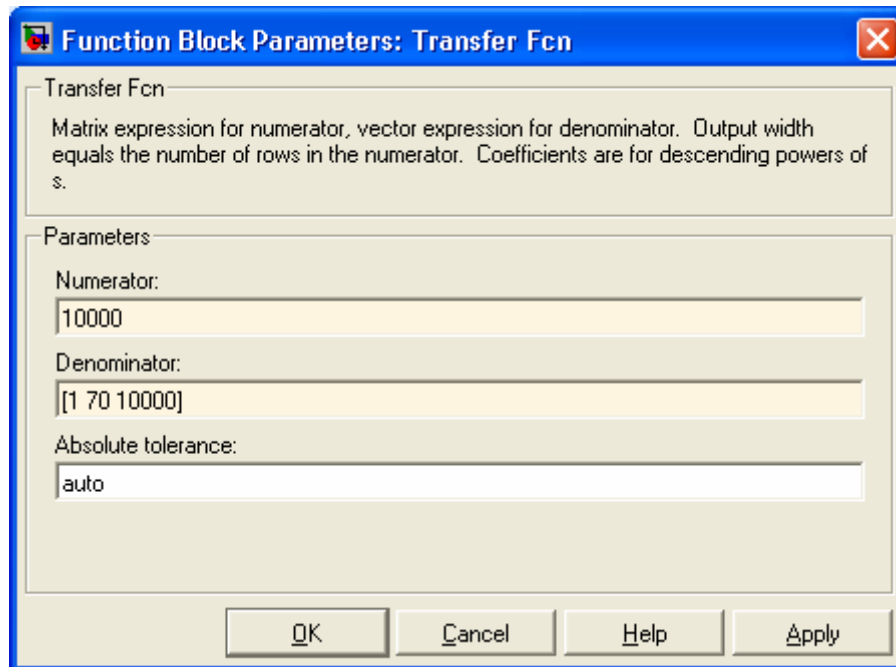 Function Block Parameters: Transfer Fcn
Transfer Fcn
Matrix expression for numerator, vector expression for denominator.  Output width
equals the number of rows in the numerator.  Coefficients are for descending powers of
s.
Parameters
Numerator:
10000
Denominator:
[1 70 10000]
Absolute tolerance:
auto
OK Cancel Help Apply